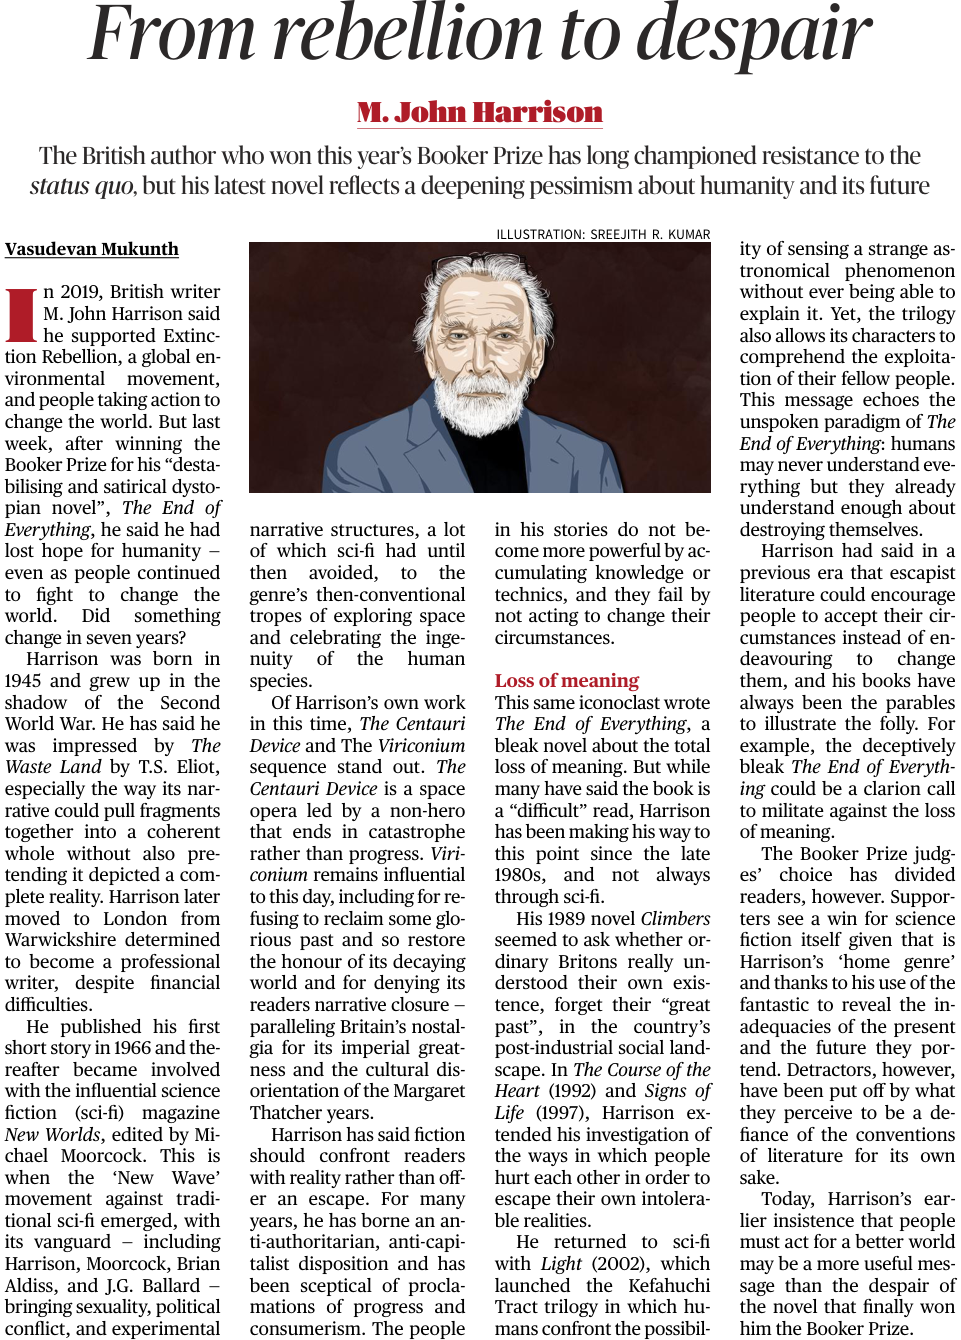 From rebellion to despair
M. John Harrison
The British author who won this year's Booker Prize has long championed resistance to the
status quo, but his latest novel reflects a deepening pessimism about humanity and its future
Vasudevan Mukunth
In 2019, British writer
M. John Harrison said
he supported Extinc-
tion Rebellion, a global en-
vironmental movement,
and people taking action to
change the world. But last
week, after winning the
Booker Prize for his “desta-
bilising and satirical dysto-
pian novel”, The End of
Everything, he said he had
lost hope for humanity –
even as people continued
to fight to change the
world. Did something
change in seven years?
Harrison was born in
1945 and grew up in the
shadow of the Second
World War. He has said he
was impressed by The
Waste Land by T.S. Eliot,
especially the way its nar-
rative could pull fragments
together into a coherent
whole without also pre-
tending it depicted a com-
plete reality. Harrison later
moved to London from
Warwickshire determined
to become a professional
writer, despite financial
difficulties.
He published his first
short story in 1966 and the-
reafter became involved
with the influential science
fiction (sci-fi) magazine
New Worlds, edited by Mi-
chael Moorcock. This is
when the ‘New Wave’
movement against tradi-
tional sci-fi emerged, with
its vanguard – including
Harrison, Moorcock, Brian
Aldiss, and J.G. Ballard –
bringing sexuality, political
conflict, and experimental
ILLUSTRATION: SREEJITH R. KUMAR
narrative structures, a lot
of which sci-fi had until
then avoided, to the
genre's then-conventional
tropes of exploring space
and celebrating the inge-
nuity of the human
species.
Of Harrison's own work
in this time, The Centauri
Device and The Viriconium
sequence stand out. The
Centauri Device is a space
opera led by a non-hero
that ends in catastrophe
rather than progress. Viri-
conium remains influential
to this day, including for re-
fusing to reclaim some glo-
rious past and so restore
the honour of its decaying
world and for denying its
readers narrative closure –
paralleling Britain's nostal-
gia for its imperial great-
ness and the cultural dis-
orientation of the Margaret
Thatcher years.
Harrison has said fiction
should confront readers
with reality rather than off-
er an escape. For many
years, he has borne an an-
ti-authoritarian, anti-capi-
talist disposition and has
been sceptical of procla-
mations of progress and
consumerism. The people
in his stories do not be-
come more powerful by ac-
cumulating knowledge or
technics, and they fail by
not acting to change their
circumstances.
Loss of meaning
This same iconoclast wrote
The End of Everything, a
bleak novel about the total
loss of meaning. But while
many have said the book is
a “difficult” read, Harrison
has been making his way to
this point since the late
1980s, and not always
through sci-fi.
His 1989 novel Climbers
seemed to ask whether or-
dinary Britons really un-
derstood their own exis-
tence, forget their “great
past”, in the country's
post-industrial social land-
scape. In The Course of the
Heart (1992) and Signs of
Life (1997), Harrison ex-
tended his investigation of
the ways in which people
hurt each other in order to
escape their own intolera-
ble realities.
He returned to sci-fi
with Light (2002), which
launched the Kefahuchi
Tract trilogy in which hu-
mans confront the possibil-
ity of sensing a strange as-
tronomical phenomenon
without ever being able to
explain it. Yet, the trilogy
also allows its characters to
comprehend the exploita-
tion of their fellow people.
This message echoes the
unspoken paradigm of The
End of Everything: humans
may never understand eve-
rything but they already
understand enough about
destroying themselves.
Harrison had said in a
previous era that escapist
literature could encourage
people to accept their cir-
cumstances instead of en-
deavouring to change
them, and his books have
always been the parables
to illustrate the folly. For
example, the deceptively
bleak The End of Everyth-
ing could be a clarion call
to militate against the loss
of meaning.
The Booker Prize judg-
es' choice has divided
readers, however. Suppor-
ters see a win for science
fiction itself given that is
Harrison's ‘home genre’
and thanks to his use of the
fantastic to reveal the in-
adequacies of the present
and the future they por-
tend. Detractors, however,
have been put off by what
they perceive to be a de-
fiance of the conventions
of literature for its own
sake.
Today, Harrison's ear-
lier insistence that people
must act for a better world
may be a more useful mes-
sage than the despair of
the novel that finally won
him the Booker Prize.